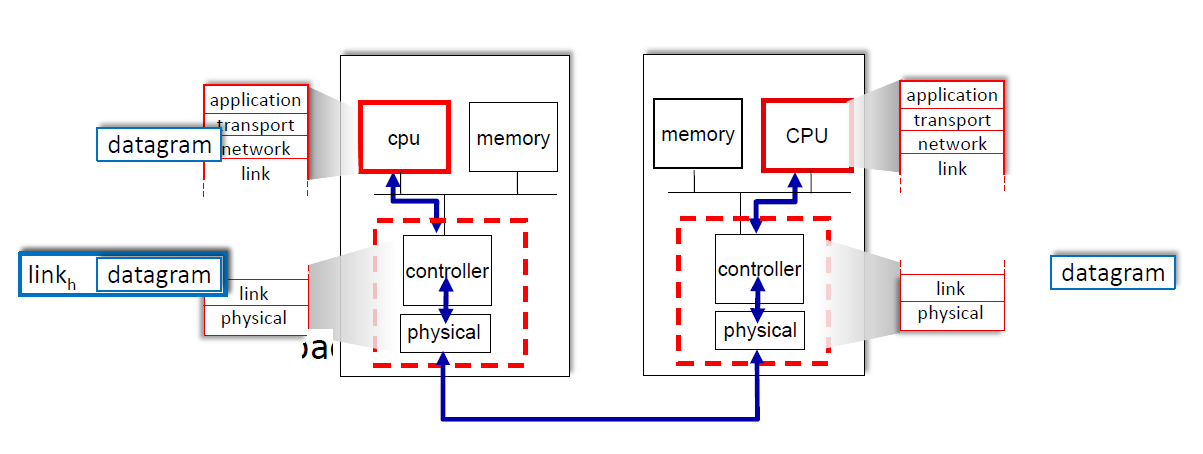 application
transport
network
link
datagram
cpu
memory
memory
CPU
application
transport
network
link
linkh datagram
link
physical
controller
physical
controller
physical
link
physical
datagram